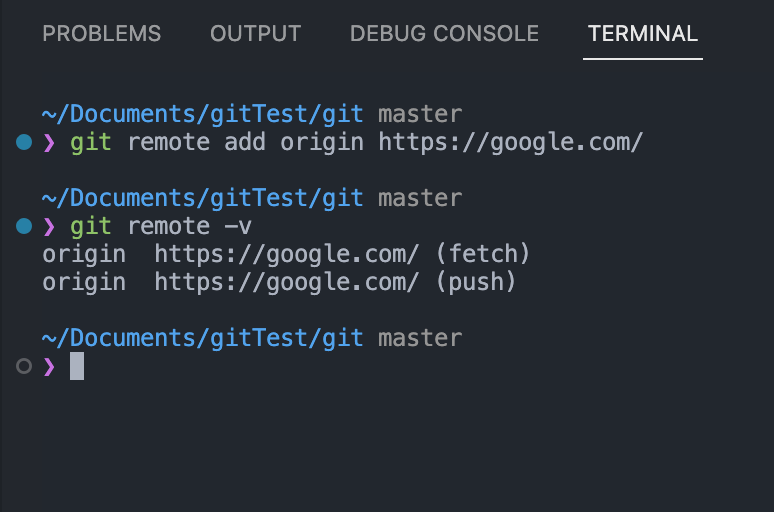 PROBLEMS OUTPUT DEBUG CONSOLE TERMINAL
~/Documents/gitTest/git master
❯ git remote add origin https://google.com/
~/Documents/gitTest/git master
❯ git remote -v
origin  https://google.com/ (fetch)
origin  https://google.com/ (push)
~/Documents/gitTest/git master
❯